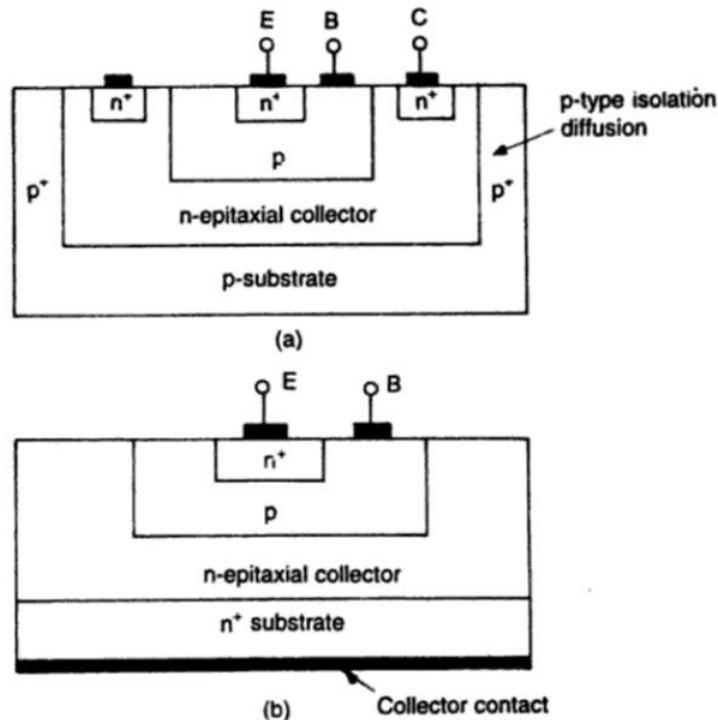 E B C
n⁺ n⁺ n⁺
p-type isolation
diffusion
p
p⁺ p⁺
n-epitaxial collector
p-substrate
(a)
E B
n⁺
p
n-epitaxial collector
n⁺ substrate
Collector contact
(b)